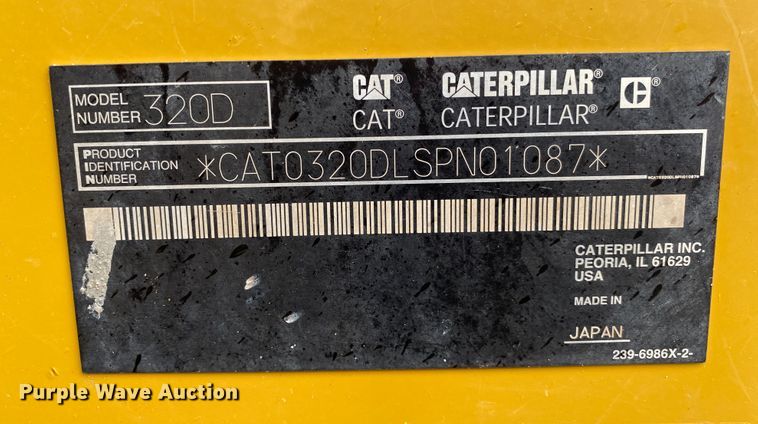 MODEL NUMBER 320D
CAT® CATERPILLAR® C®
CAT® CATERPILLAR®
PRODUCT IDENTIFICATION NUMBER *CAT0320DLSPN01087*
*CAT0320DLSPN01087*
CATERPILLAR INC.
PEORIA, IL 61629
USA
MADE IN
JAPAN
239-6986X-2-
Purple Wave Auction